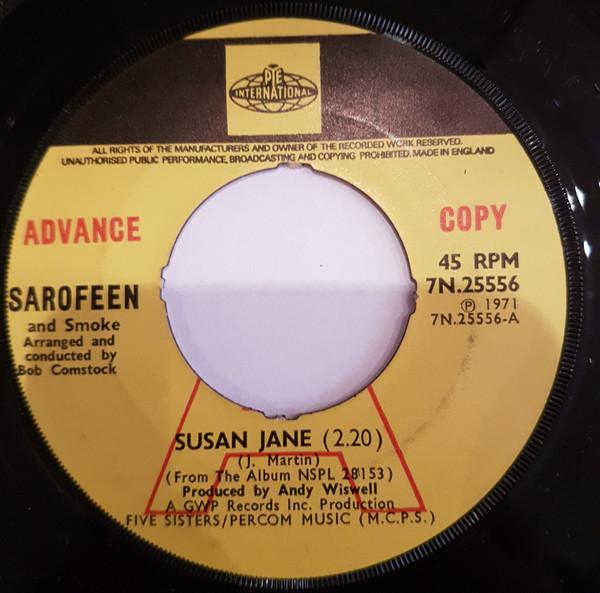 PYE
INTERNATIONAL
ALL RIGHTS OF THE MANUFACTURERS AND OWNER OF THE RECORDED WORK RESERVED.
UNAUTHORISED PUBLIC PERFORMANCE, BROADCASTING AND COPYING PROHIBITED. MADE IN ENGLAND
ADVANCE COPY
45 RPM
7N.25556
Ⓟ 1971
7N.25556-A
SAROFEEN
and Smoke
Arranged and
conducted by
Bob Comstock
A
SUSAN JANE (2.20)
(J. Martin)
(From The Album NSPL 28153)
Produced by Andy Wiswell
A GWP Records Inc. Production
FIVE SISTERS/PERCOM MUSIC (M.C.P.S.)